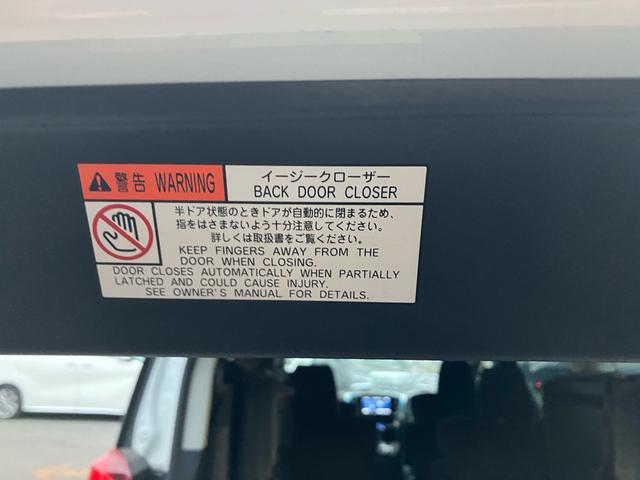 警告 WARNING
イージークローザー
BACK DOOR CLOSER
半ドア状態のときドアが自動的に閉まるため、
指をはさまないよう十分注意してください。
詳しくは取扱書をご覧ください。
KEEP FINGERS AWAY FROM THE
DOOR WHEN CLOSING.
DOOR CLOSES AUTOMATICALLY WHEN PARTIALLY
LATCHED AND COULD CAUSE INJURY.
SEE OWNER'S MANUAL FOR DETAILS.